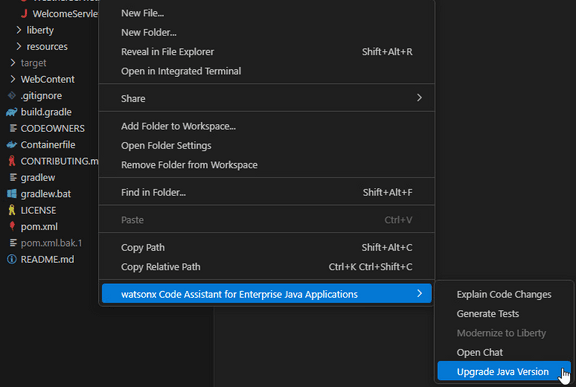 WelcomeServle
liberty
resources
target
WebContent
.gitignore
build.gradle
CODEOWNERS
Containerfile
CONTRIBUTING.m
gradlew
gradlew.bat
LICENSE
pom.xml
pom.xml.bak.1
README.md
New File...
New Folder...
Reveal in File Explorer Shift+Alt+R
Open in Integrated Terminal
Share
Add Folder to Workspace...
Open Folder Settings
Remove Folder from Workspace
Find in Folder... Shift+Alt+F
Paste Ctrl+V
Copy Path Shift+Alt+C
Copy Relative Path Ctrl+K Ctrl+Shift+C
watsonx Code Assistant for Enterprise Java Applications
Explain Code Changes
Generate Tests
Modernize to Liberty
Open Chat
Upgrade Java Version